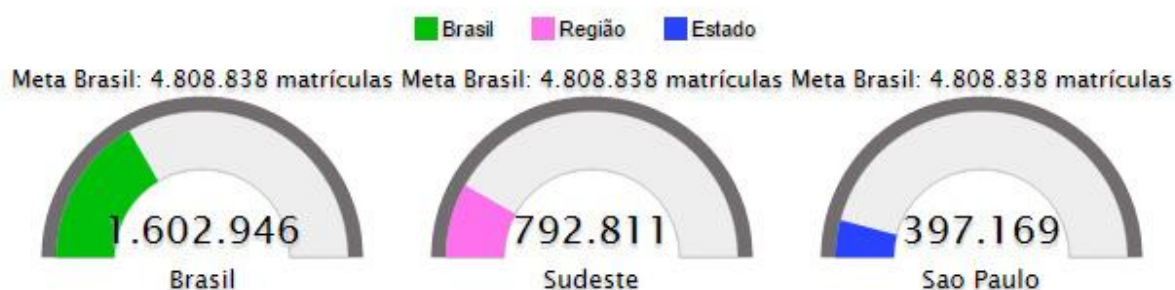 Brasil Região Estado
Meta Brasil: 4.808.838 matrículas Meta Brasil: 4.808.838 matrículas Meta Brasil: 4.808.838 matrículas
1.602.946 792.811 397.169
Brasil Sudeste Sao Paulo